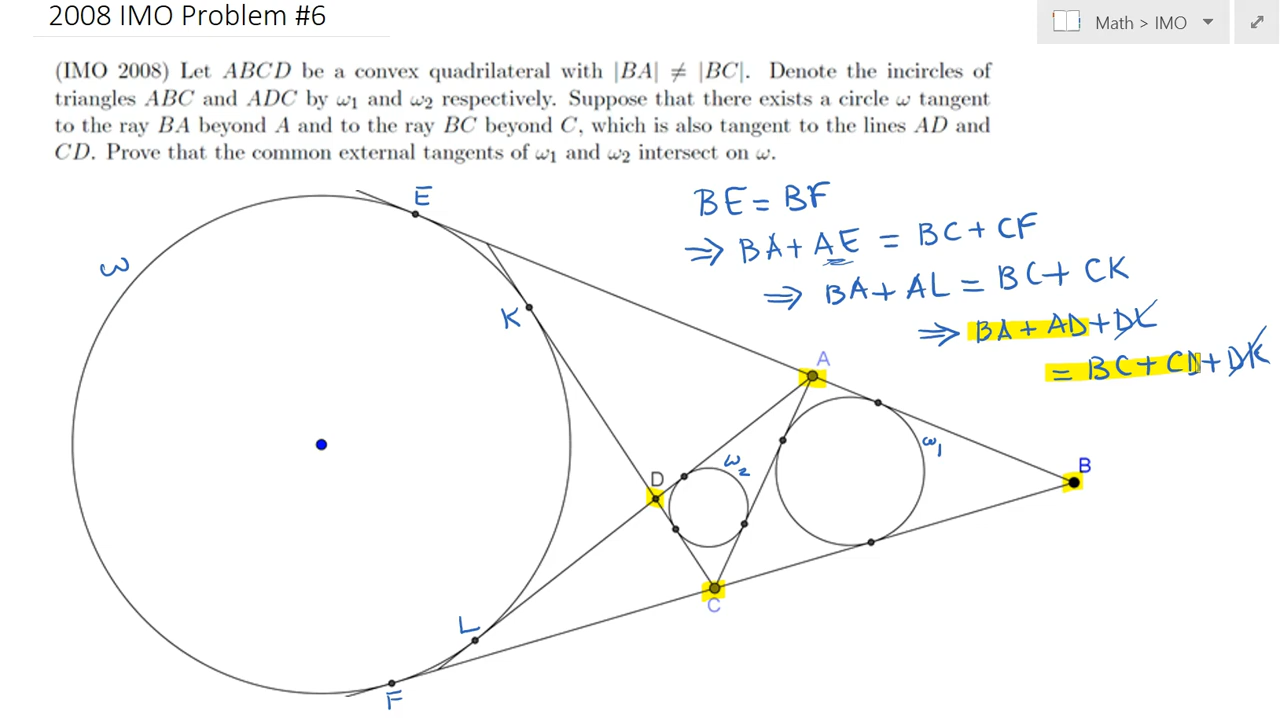 2008 IMO Problem #6
Math > IMO
(IMO 2008) Let ABCD be a convex quadrilateral with |BA| ≠ |BC|. Denote the incircles of
triangles ABC and ADC by ω₁ and ω₂ respectively. Suppose that there exists a circle ω tangent
to the ray BA beyond A and to the ray BC beyond C, which is also tangent to the lines AD and
CD. Prove that the common external tangents of ω₁ and ω₂ intersect on ω.
BE = BF
⇒ BA + AE = BC + CF
⇒ BA + AL = BC + CK
⇒ BA + AD + DL
= BC + CD + DK
E
ω
K
A
ω₁
B
D
ω₂
C
L
F